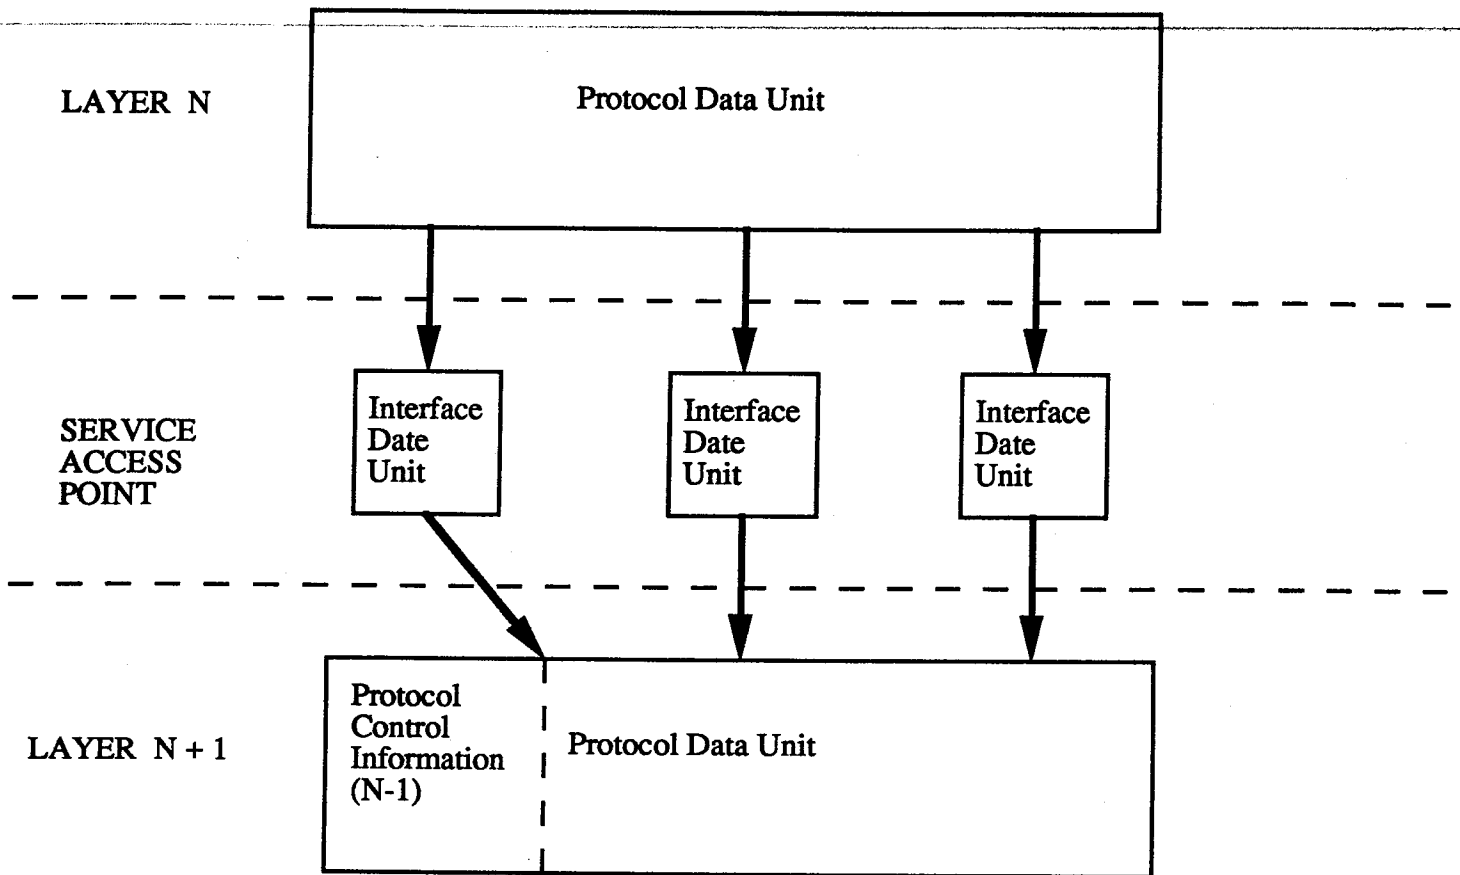 LAYER N
Protocol Data Unit
SERVICE
ACCESS
POINT
Interface
Date
Unit
Interface
Date
Unit
Interface
Date
Unit
LAYER N + 1
Protocol
Control
Information
(N-1)
Protocol Data Unit